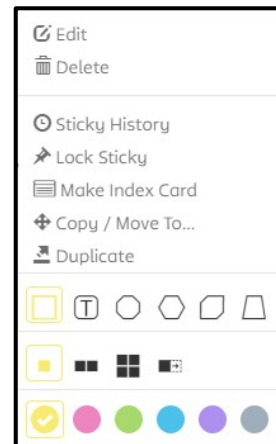 Edit
Delete
Sticky History
Lock Sticky
Make Index Card
Copy / Move To...
Duplicate
T